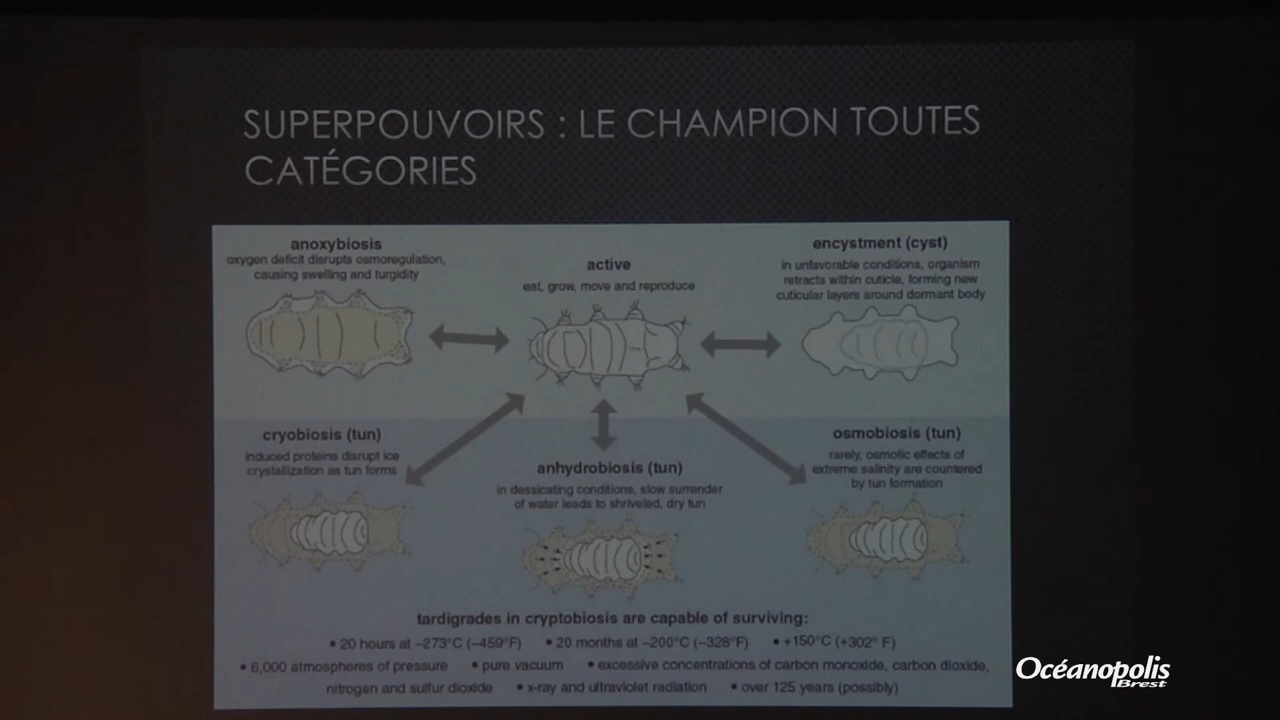 SUPERPOUVOIRS : LE CHAMPION TOUTES
CATÉGORIES
anoxybiosis
oxygen deficit disrupts osmoregulation,
causing swelling and turgidity
active
eat, grow, move and reproduce
encystment (cyst)
in unfavorable conditions, organism
retracts within cuticle, forming new
cuticular layers around dormant body
cryobiosis (tun)
induced proteins disrupt ice
crystallization as tun forms
anhydrobiosis (tun)
in dessicating conditions, slow surrender
of water leads to shriveled, dry tun
osmobiosis (tun)
rarely, osmotic effects of
extreme salinity are countered
by tun formation
tardigrades in cryptobiosis are capable of surviving:
• 20 hours at –273°C (–459°F) • 20 months at –200°C (–328°F) • +150°C (+302° F)
• 6,000 atmospheres of pressure • pure vacuum • excessive concentrations of carbon monoxide, carbon dioxide,
nitrogen and sulfur dioxide • x-ray and ultraviolet radiation • over 125 years (possibly)
Océanopolis
Brest